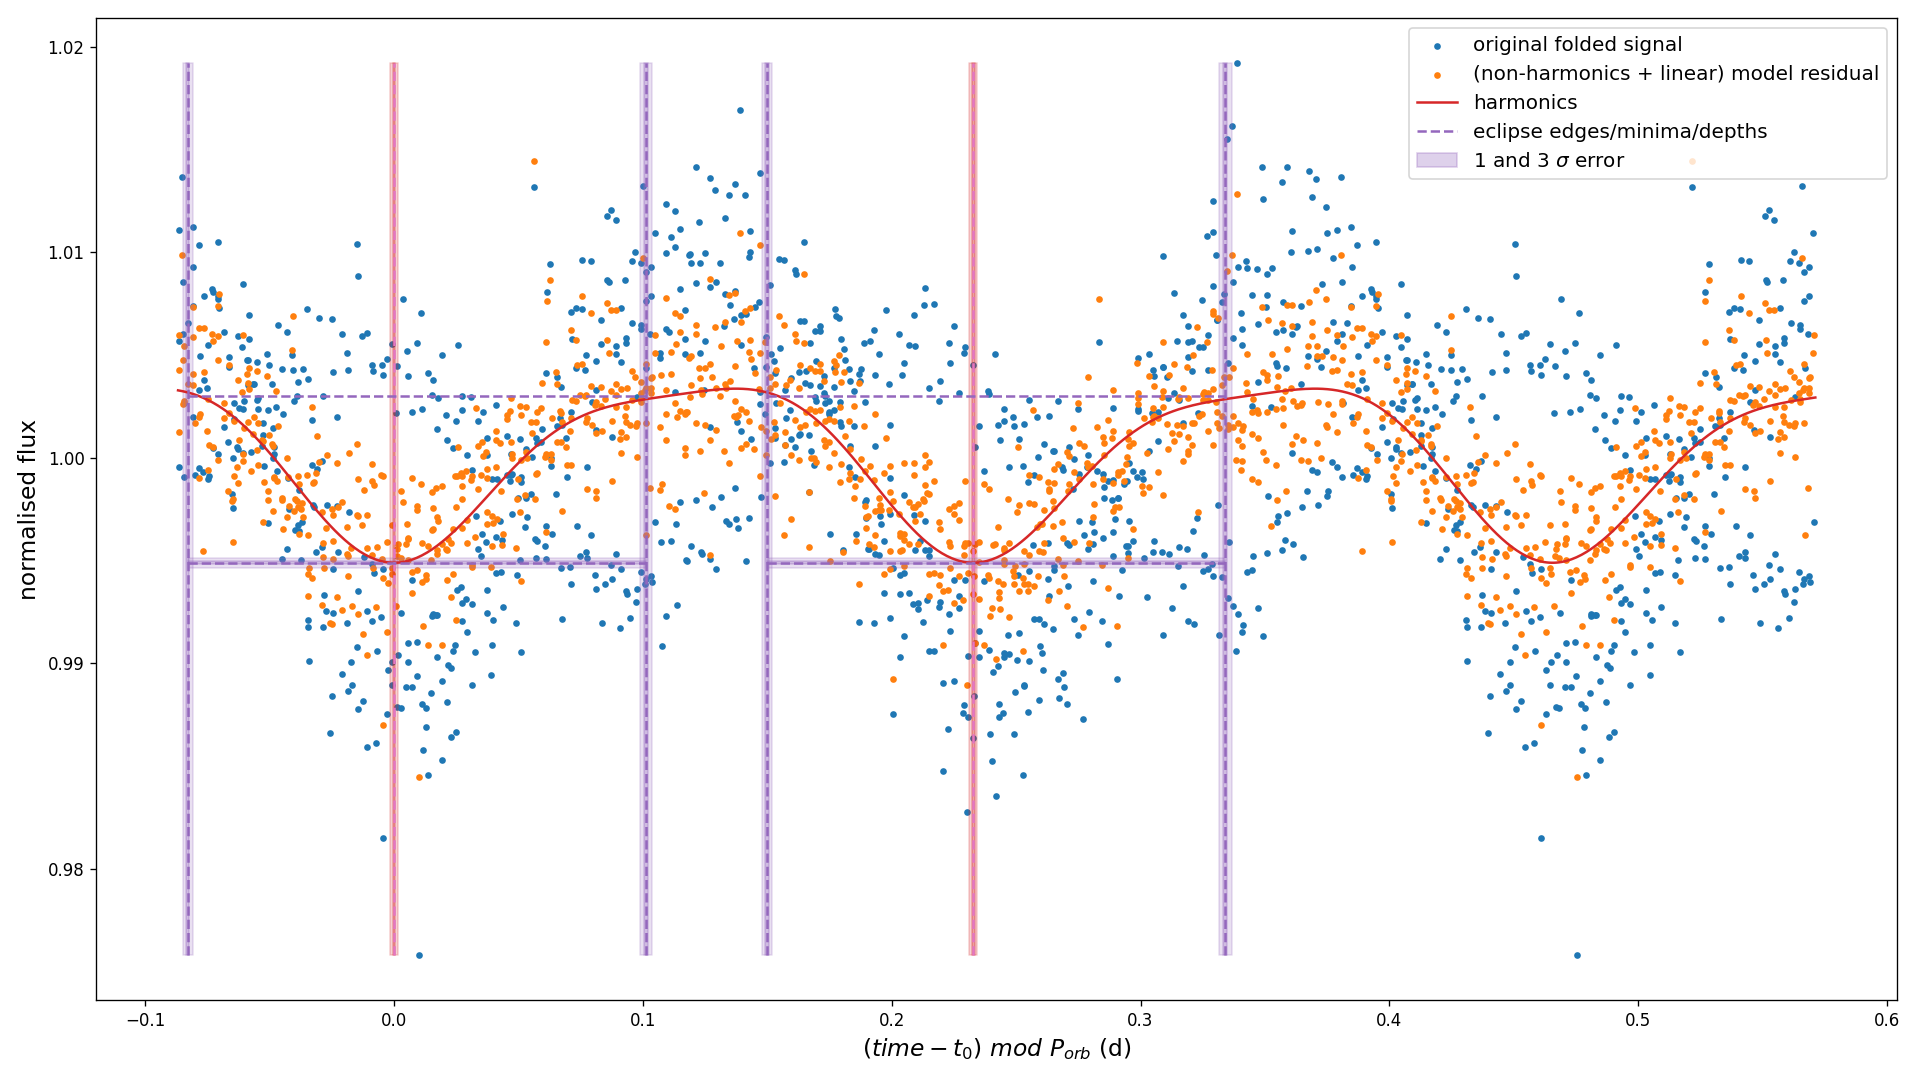 original folded signal
(non-harmonics + linear) model residual
harmonics
eclipse edges/minima/depths
1 and 3 σ error
1.02
1.01
1.00
0.99
0.98
normalised flux
−0.1 0.0 0.1 0.2 0.3 0.4 0.5 0.6
(time − t₀) mod Pₒᵣb (d)